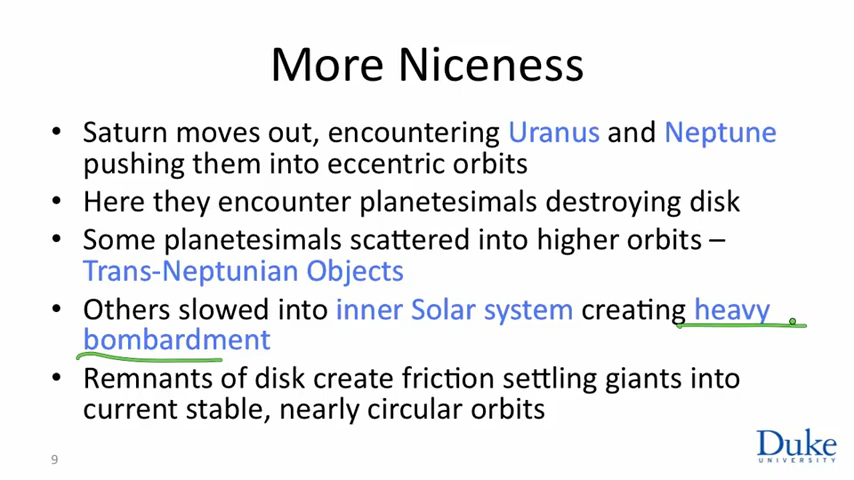 More Niceness
• Saturn moves out, encountering Uranus and Neptune
pushing them into eccentric orbits
• Here they encounter planetesimals destroying disk
• Some planetesimals scattered into higher orbits –
Trans-Neptunian Objects
• Others slowed into inner Solar system creating heavy
bombardment
• Remnants of disk create friction settling giants into
current stable, nearly circular orbits
9
Duke
UNIVERSITY